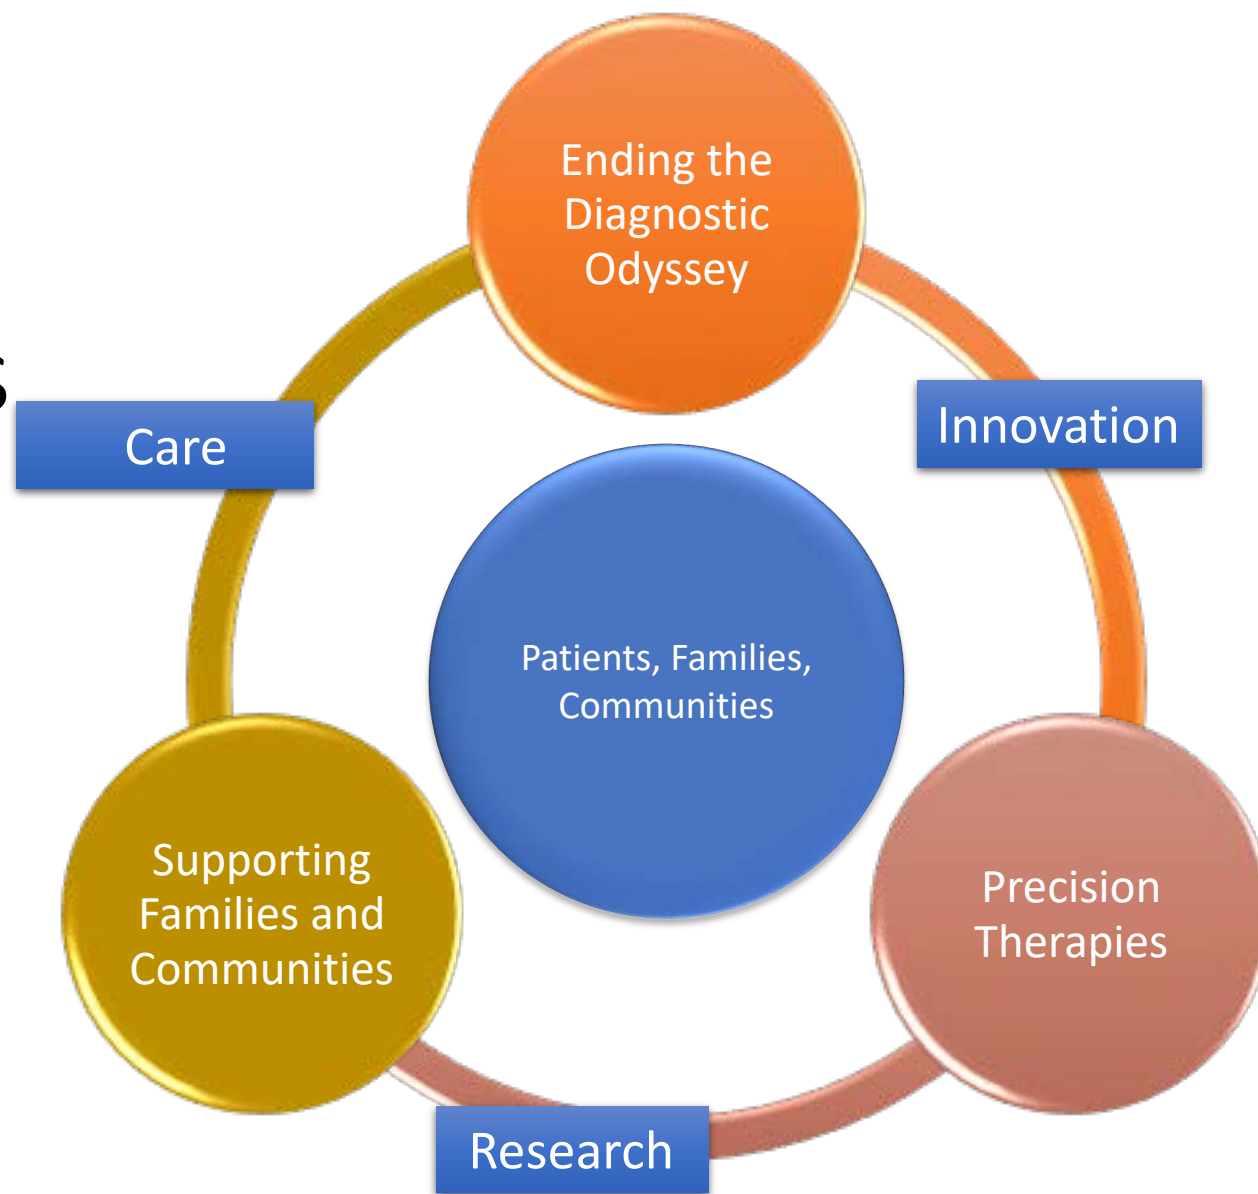 Ending the
Diagnostic
Odyssey
Care
Innovation
Patients, Families,
Communities
Supporting
Families and
Communities
Precision
Therapies
Research